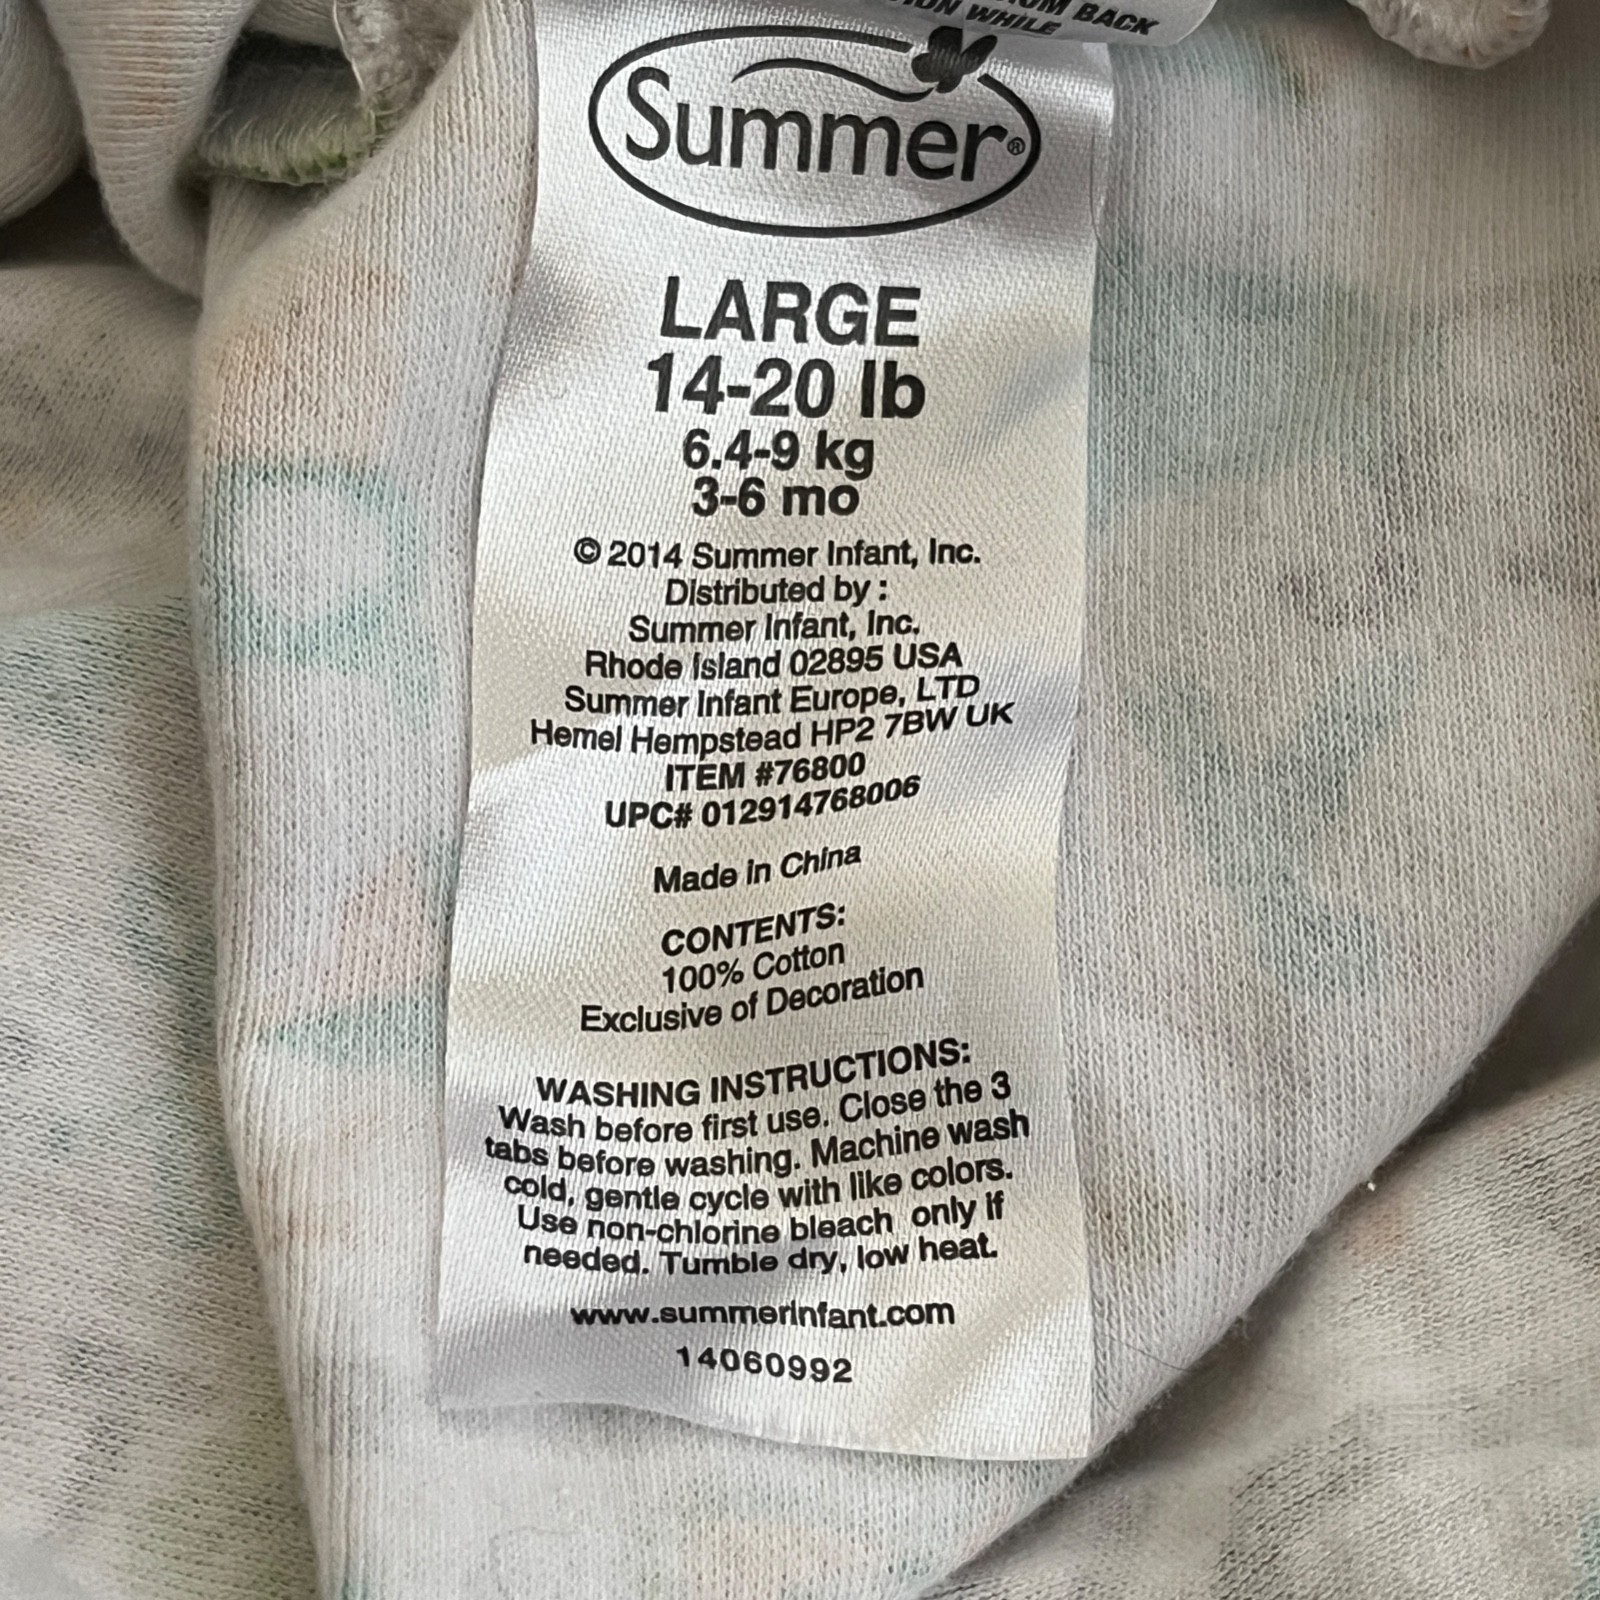 BACK
WHILE
Summer®
LARGE
14-20 lb
6.4-9 kg
3-6 mo
© 2014 Summer Infant, Inc.
Distributed by :
Summer Infant, Inc.
Rhode Island 02895 USA
Summer Infant Europe, LTD
Hemel Hempstead HP2 7BW UK
ITEM #76800
UPC# 012914768006
Made in China
CONTENTS:
100% Cotton
Exclusive of Decoration
WASHING INSTRUCTIONS:
Wash before first use. Close the 3
tabs before washing. Machine wash
cold, gentle cycle with like colors.
Use non-chlorine bleach only if
needed. Tumble dry, low heat.
www.summerinfant.com
14060992